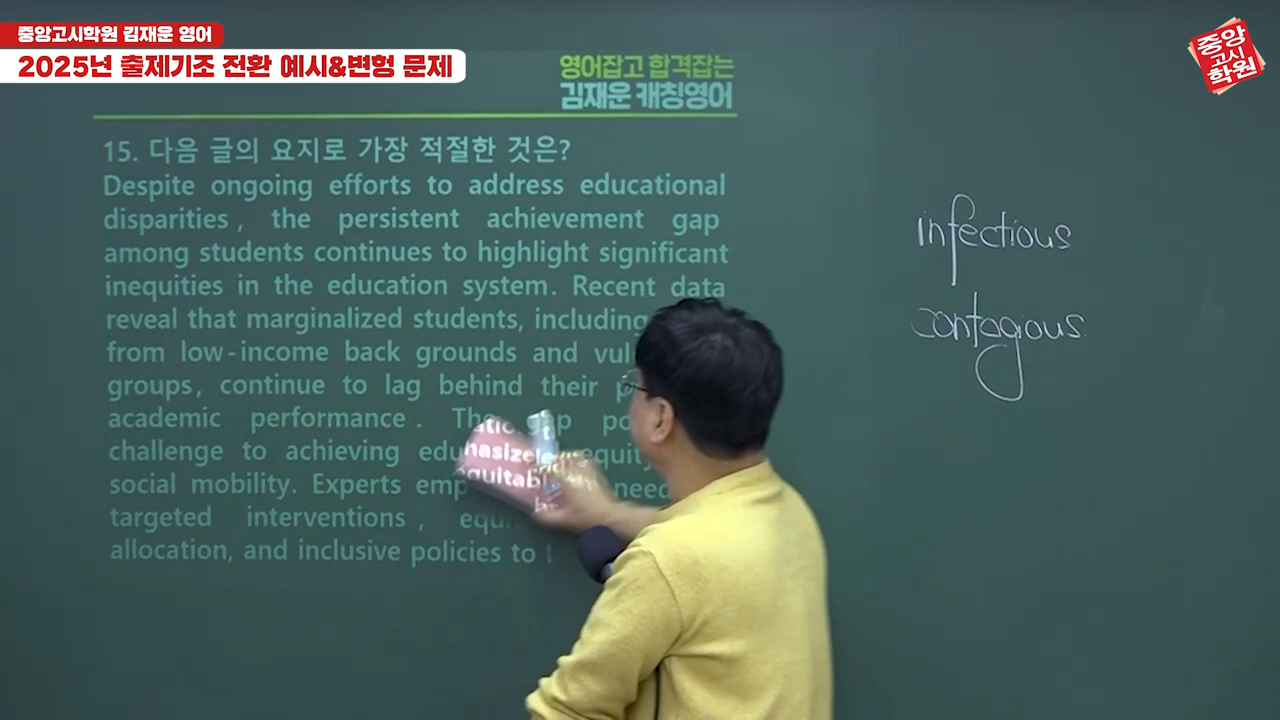 중앙고시학원 김재운 영어
2025년 출제기조 전환 예시&변형 문제
중앙
고시
학원
영어잡고 합격잡는
김재운 캐칭영어
15. 다음 글의 요지로 가장 적절한 것은?
Despite ongoing efforts to address educational
disparities, the persistent achievement gap
among students continues to highlight significant
inequities in the education system. Recent data
reveal that marginalized students, including
from low-income back grounds and
groups, continue to lag behind their
academic performance. The gap
challenge to achieving
social mobility. Experts
targeted interventions,
allocation, and inclusive policies to
infectious
contagious